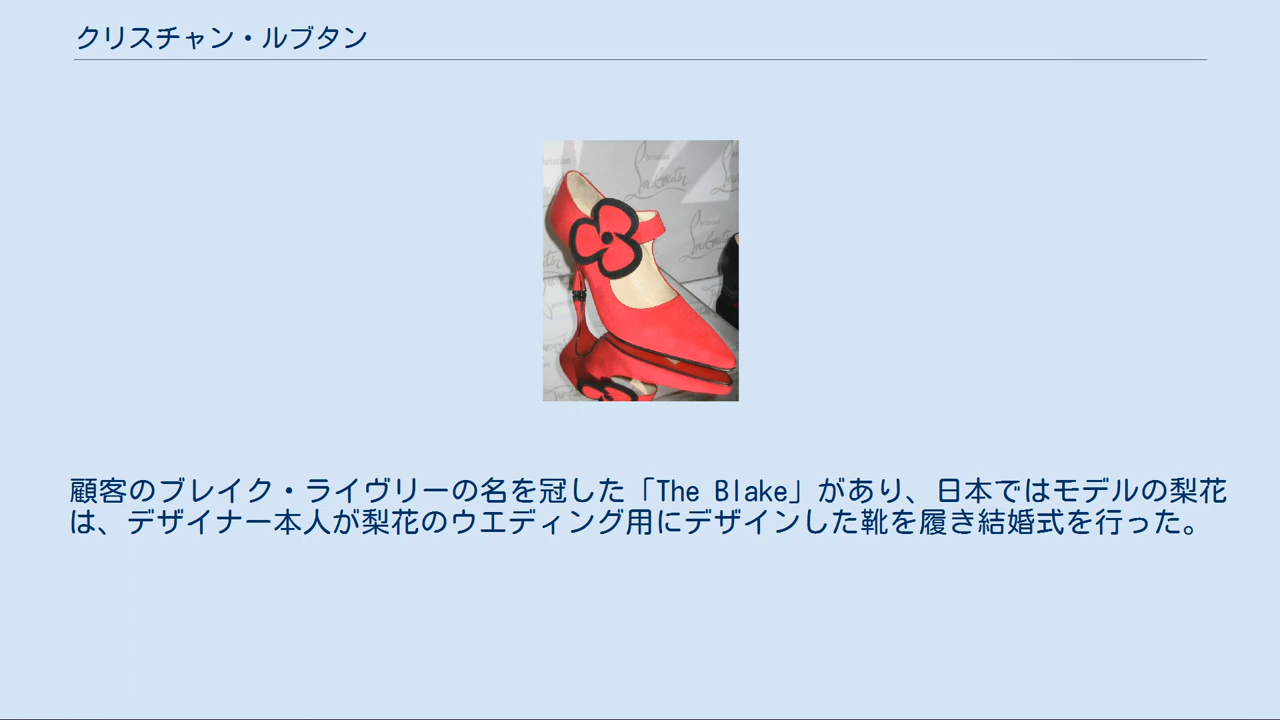 クリスチャン・ルブタン
hristian
顧客のブレイク・ライヴリーの名を冠した「The Blake」があり、日本ではモデルの梨花
は、デザイナー本人が梨花のウエディング用にデザインした靴を履き結婚式を行った。